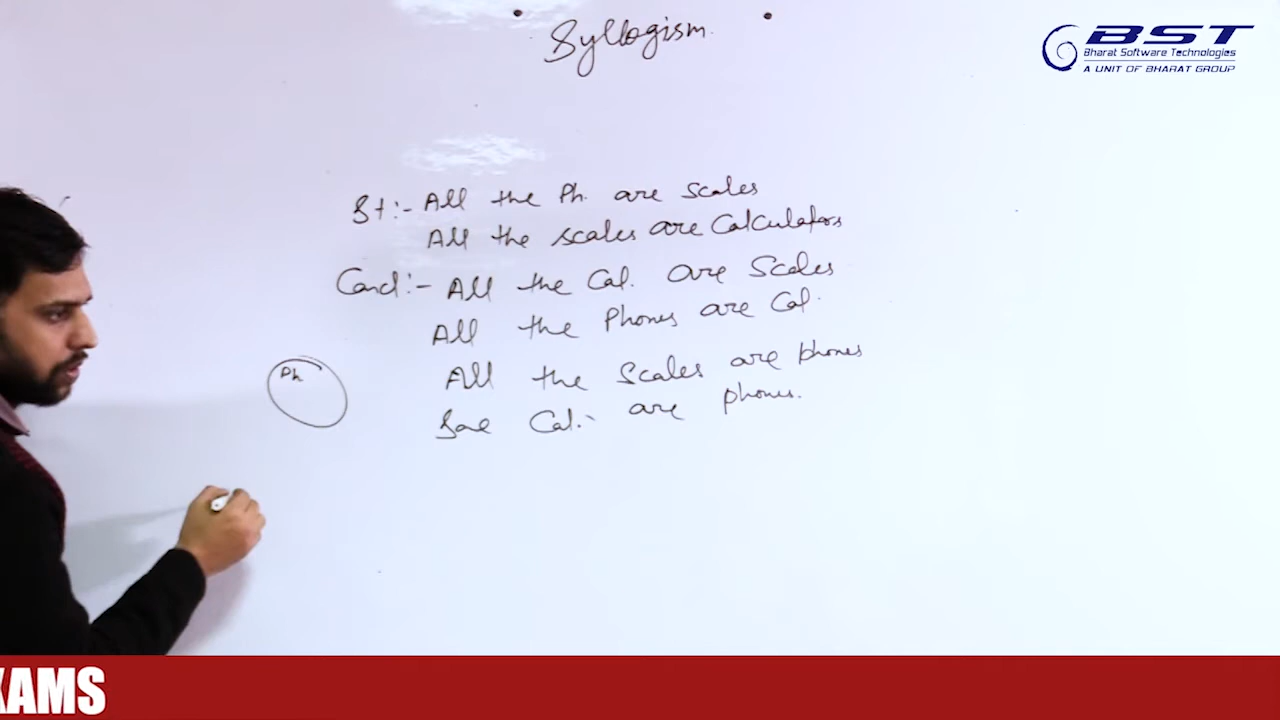 Syllogism
BST
Bharat Software Technologies
A UNIT OF BHARAT GROUP
St:- All the Ph. are scales
All the scales are Calculators
Concl:- All the Cal. are Scales
All the Phones are Cal.
All the Scales are phones
Some Cal. are phones.
Ph
XAMS